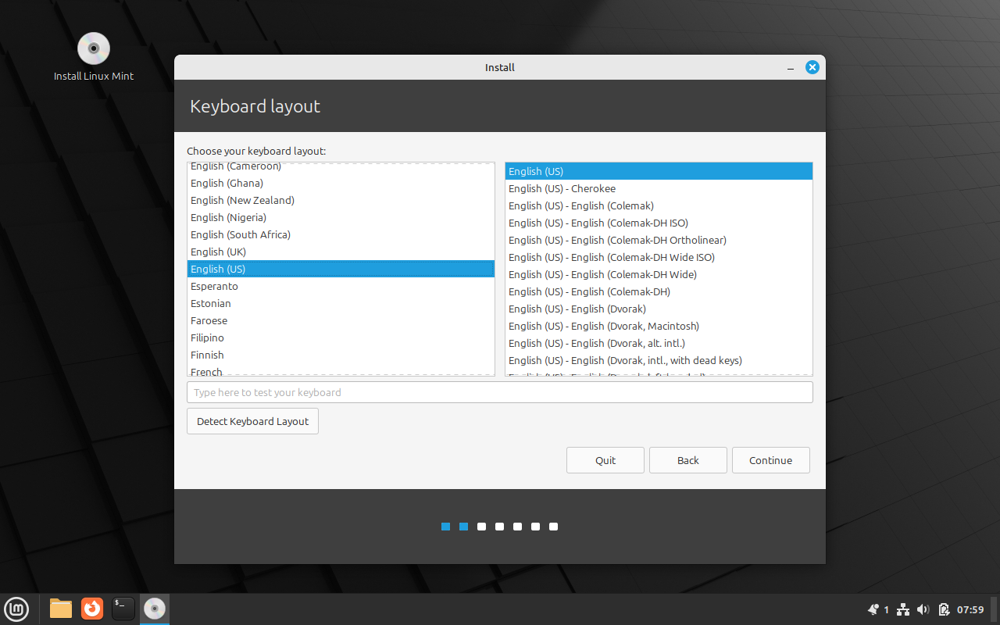 Install Linux Mint
Install
Keyboard layout
Choose your keyboard layout:
English (Cameroon)
English (Ghana)
English (New Zealand)
English (Nigeria)
English (South Africa)
English (UK)
English (US)
Esperanto
Estonian
Faroese
Filipino
Finnish
French
English (US)
English (US) - Cherokee
English (US) - English (Colemak)
English (US) - English (Colemak-DH ISO)
English (US) - English (Colemak-DH Ortholinear)
English (US) - English (Colemak-DH Wide ISO)
English (US) - English (Colemak-DH Wide)
English (US) - English (Colemak-DH)
English (US) - English (Dvorak)
English (US) - English (Dvorak, Macintosh)
English (US) - English (Dvorak, alt. intl.)
English (US) - English (Dvorak, intl., with dead keys)
Type here to test your keyboard
Detect Keyboard Layout
Quit
Back
Continue
lm
$_
1
07:59